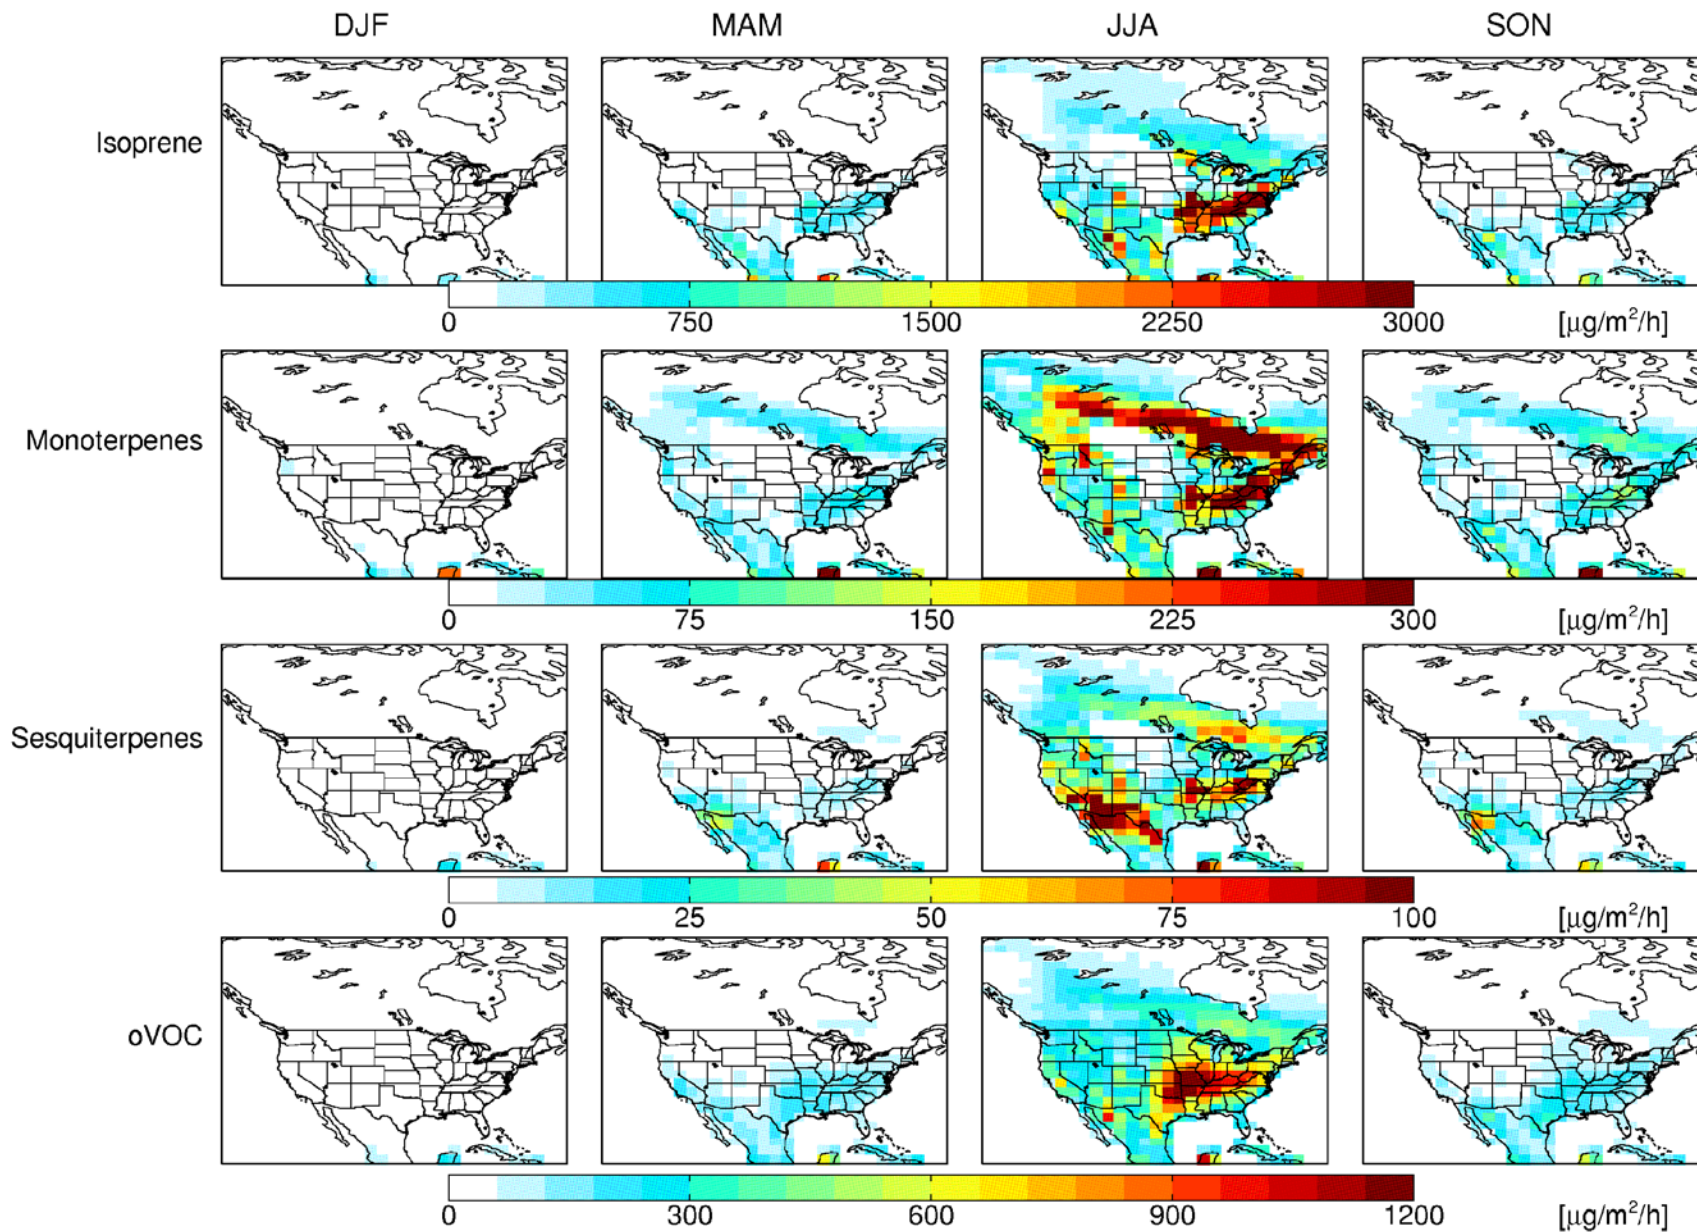 DJF MAM JJA SON
Isoprene
0 750 1500 2250 3000 [μg/m²/h]
Monoterpenes
0 75 150 225 300 [μg/m²/h]
Sesquiterpenes
0 25 50 75 100 [μg/m²/h]
oVOC
0 300 600 900 1200 [μg/m²/h]